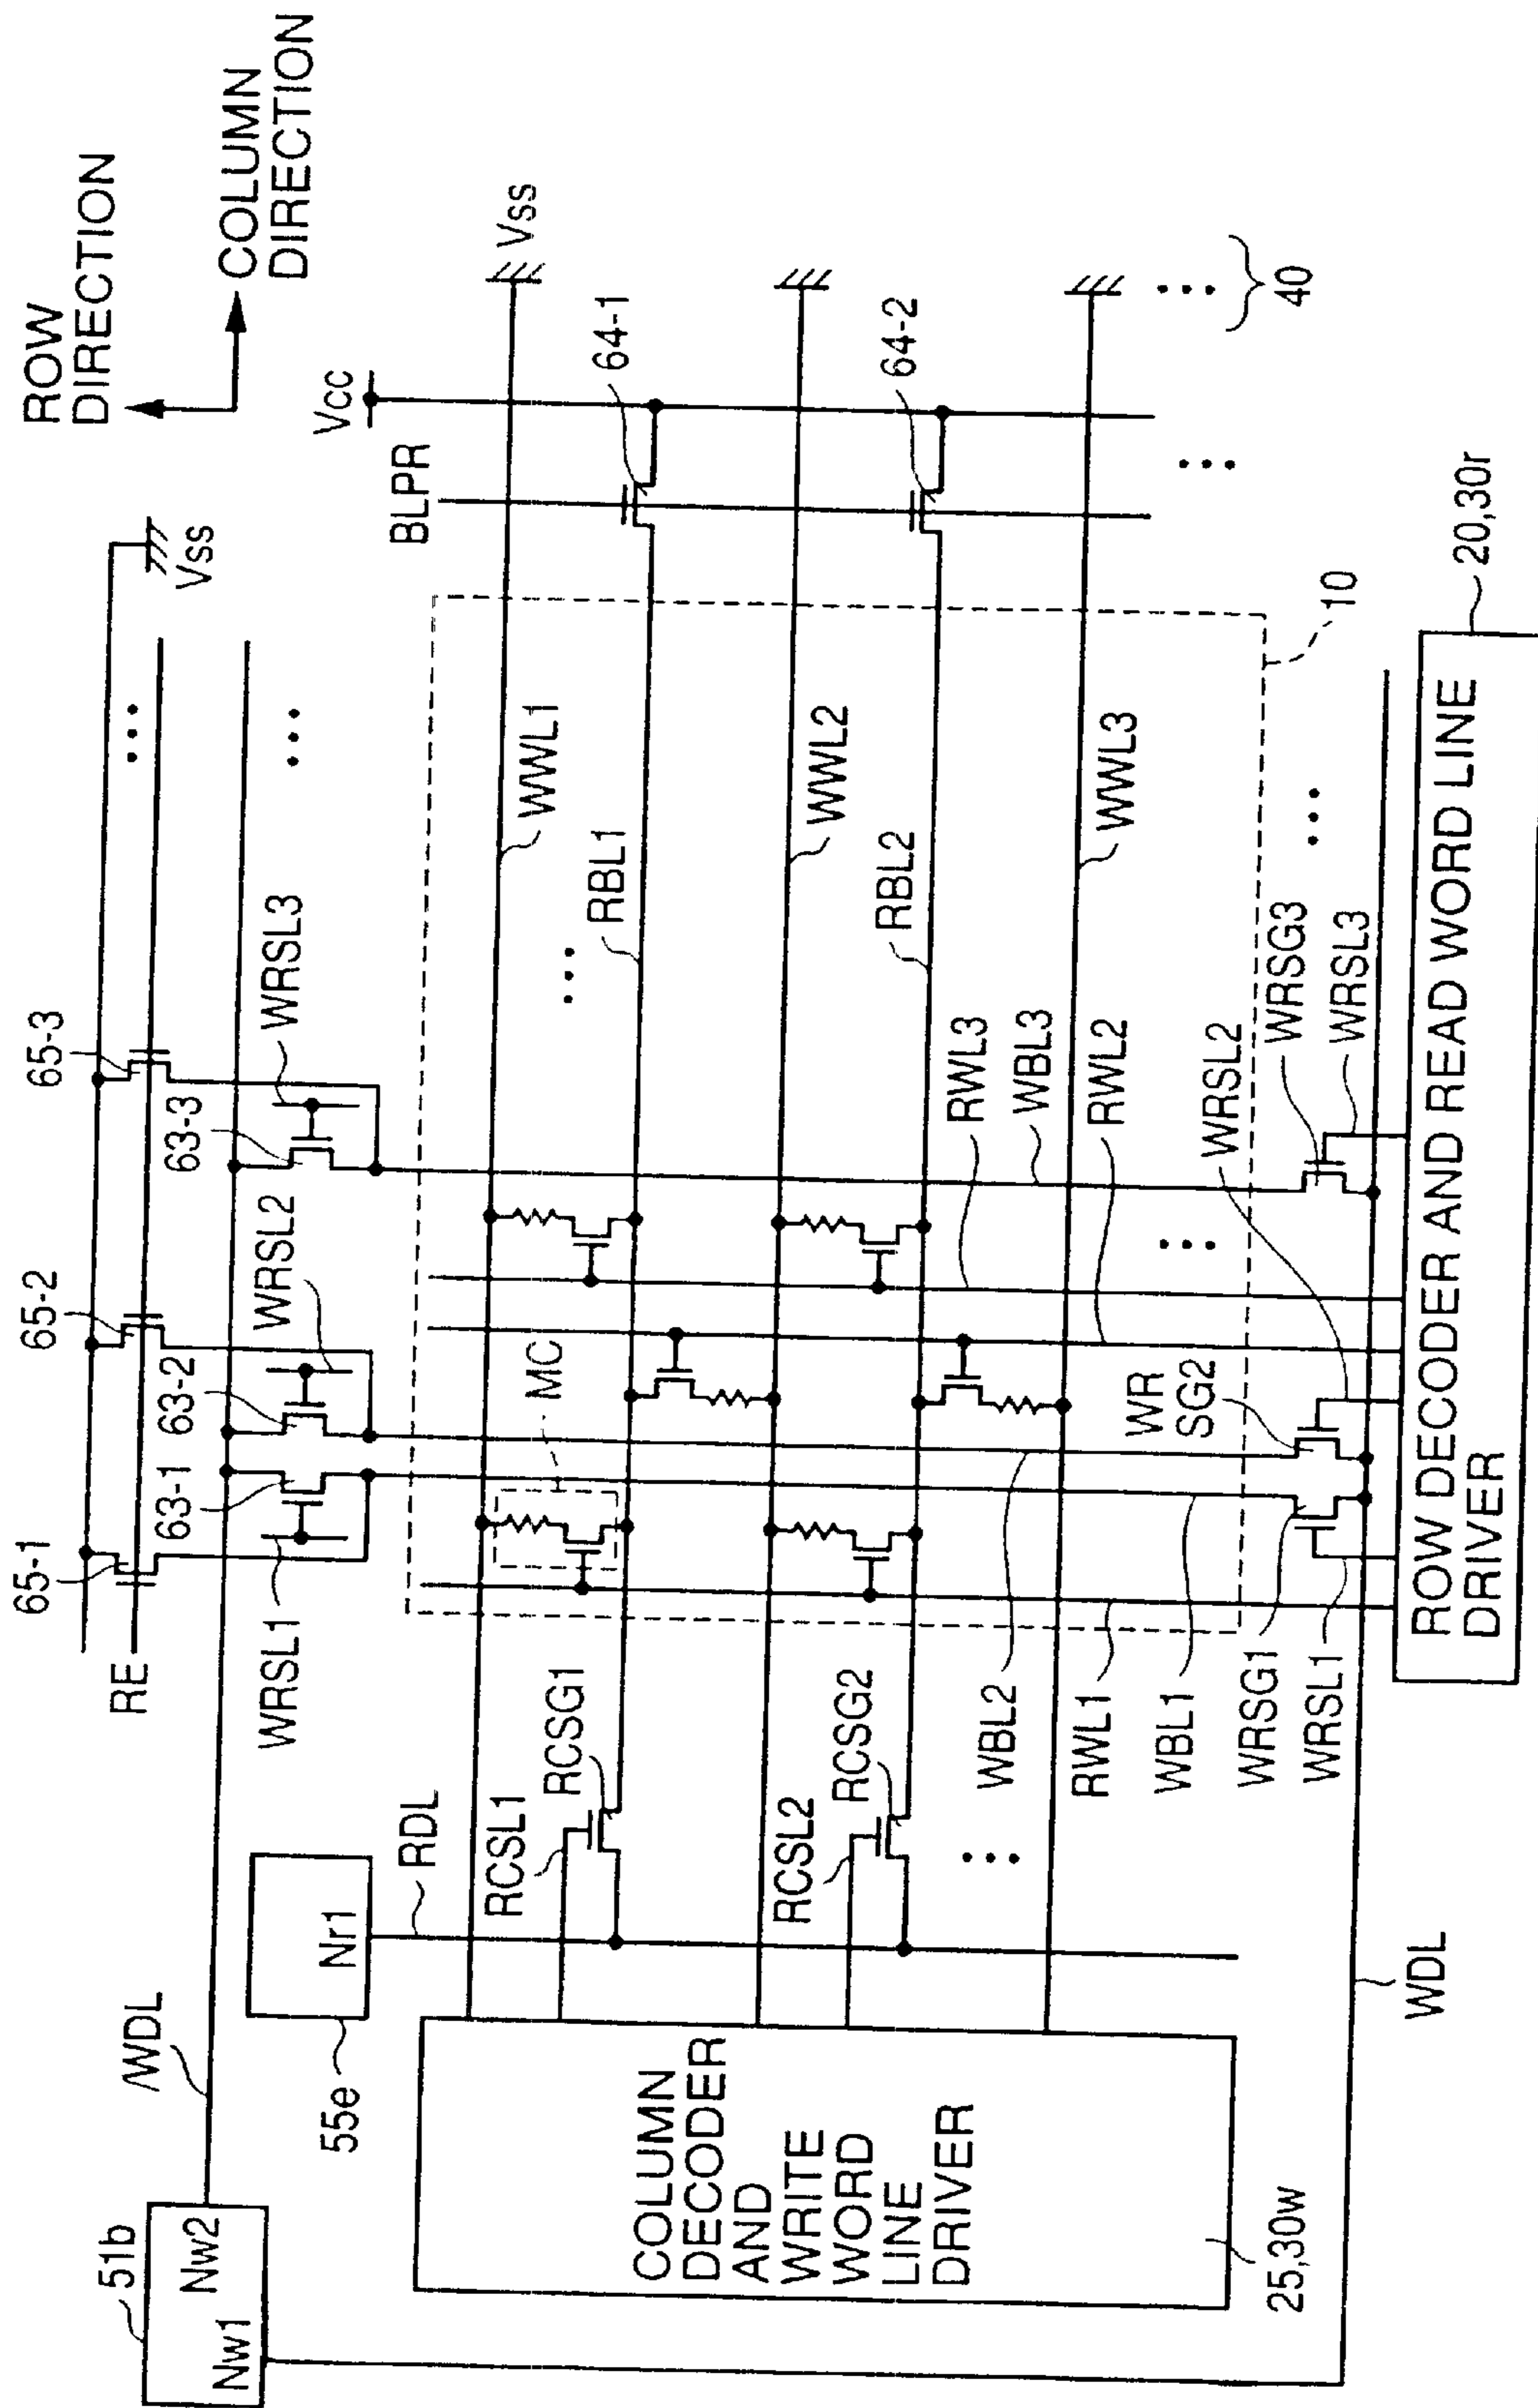 ROW
DIRECTION
COLUMN
DIRECTION
65-1
65-2
65-3
RE
Vss
Vcc
BLPR
Vss
51b
Nw2
Nw1
/WDL
63-1
63-2
63-3
WRSL1
WRSL2
WRSL3
55e
Nr1
RDL
MC
WWL1
RBL1
64-1
RCSL1
RCSG1
WWL2
RBL2
64-2
RCSL2
RCSG2
WWL3
40
COLUMN
DECODER
AND
WRITE
WORD
LINE
DRIVER
25,30w
WBL2
RWL1
WBL1
WRSG1
WRSL1
WR
SG2
RWL3
WBL3
RWL2
WRSL2
WRSG3
WRSL3
10
WDL
ROW DECODER AND READ WORD LINE
DRIVER
20,30r